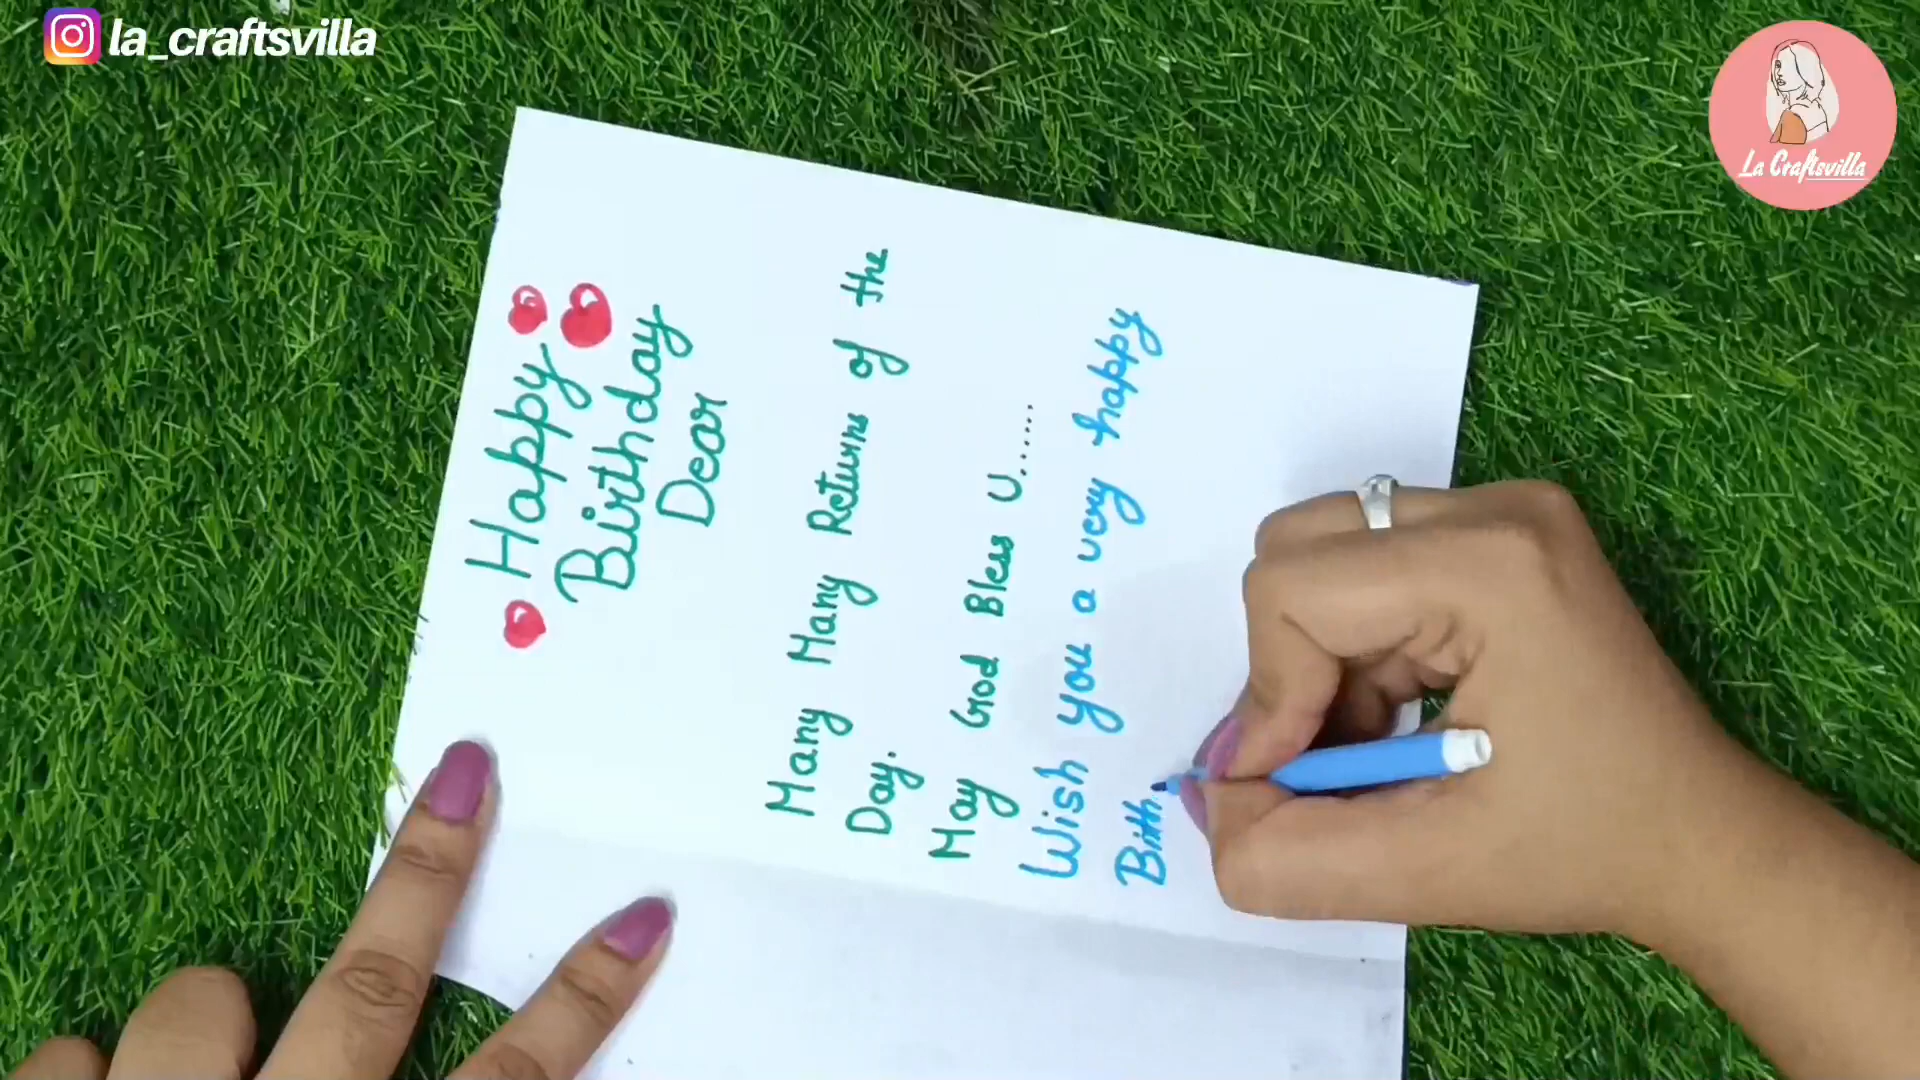 la_craftsvilla
La Craftsvilla
Happy
Birthday
Dear
Many Many Returns of the
Day.
May God Bless U......
Wish you a very happy
Birth